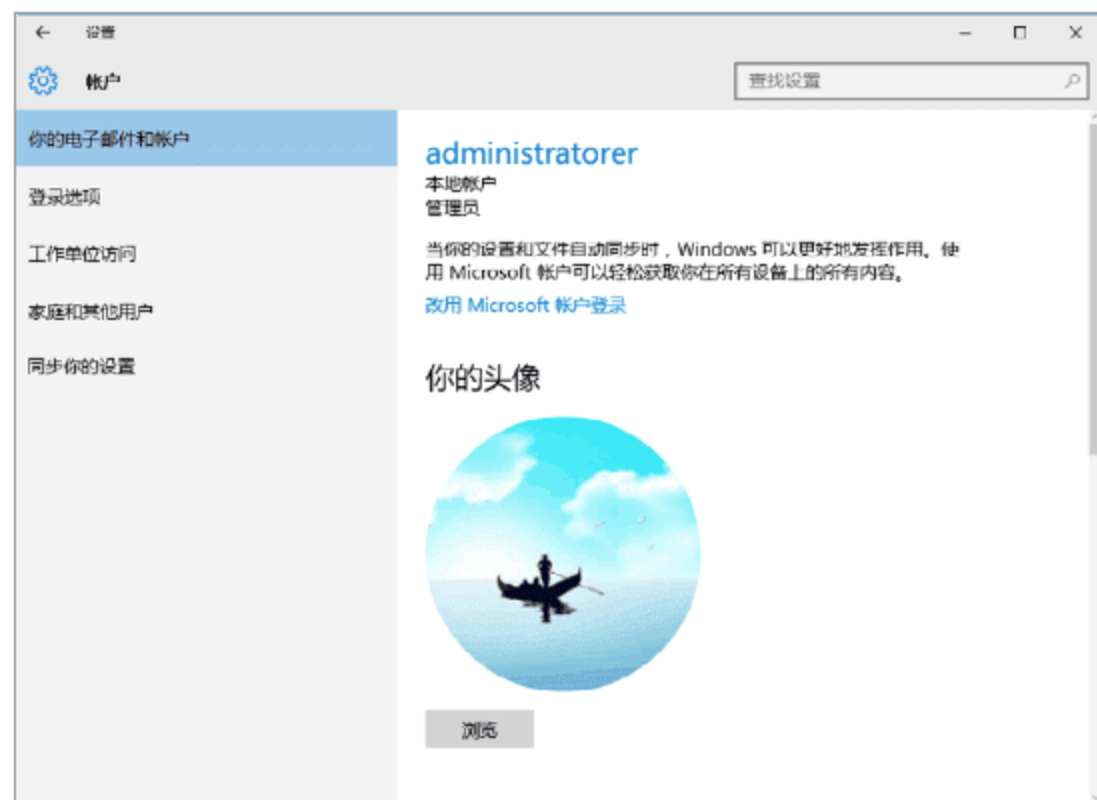 设置
帐户
查找设置
你的电子邮件和帐户
登录选项
工作单位访问
家庭和其他用户
同步你的设置
administratorer
本地帐户
管理员
当你的设置和文件自动同步时，Windows 可以更好地发挥作用。使
用 Microsoft 帐户可以轻松获取你在所有设备上的所有内容。
改用 Microsoft 帐户登录
你的头像
浏览